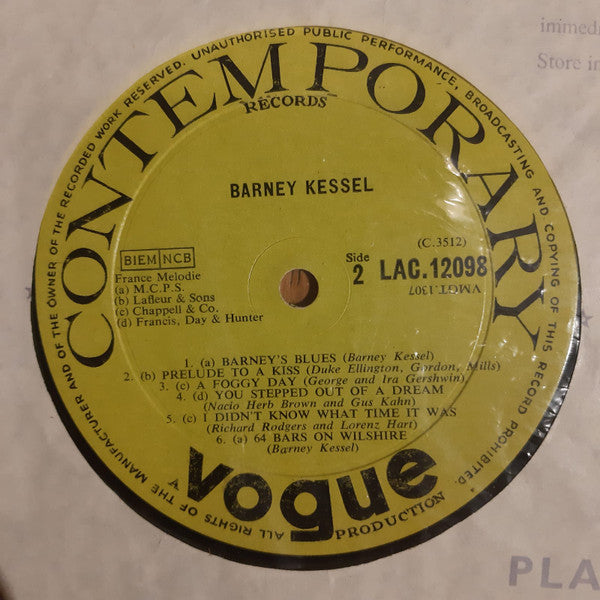 ALL RIGHTS OF THE MANUFACTURER AND OF THE OWNER OF THE RECORDED WORK RESERVED. UNAUTHORISED PUBLIC PERFORMANCE, BROADCASTING AND COPYING OF THIS RECORD PROHIBITED.
CONTEMPORARY
RECORDS
BARNEY KESSEL
(C.3512)
BIEM NCB
Side
2
LAC.12098
VMGT.1307
France Melodie
(a) M.C.P.S.
(b) Lafleur & Sons
(c) Chappell & Co.
(d) Francis, Day & Hunter
1. (a) BARNEY'S BLUES (Barney Kessel)
2. (b) PRELUDE TO A KISS (Duke Ellington, Gordon, Mills)
3. (c) A FOGGY DAY (George and Ira Gershwin)
4. (d) YOU STEPPED OUT OF A DREAM
(Nacio Herb Brown and Gus Kahn)
5. (c) I DIDN'T KNOW WHAT TIME IT WAS
(Richard Rodgers and Lorenz Hart)
6. (a) 64 BARS ON WILSHIRE
(Barney Kessel)
A vogue
PRODUCTION
immedi
Store in
PLA